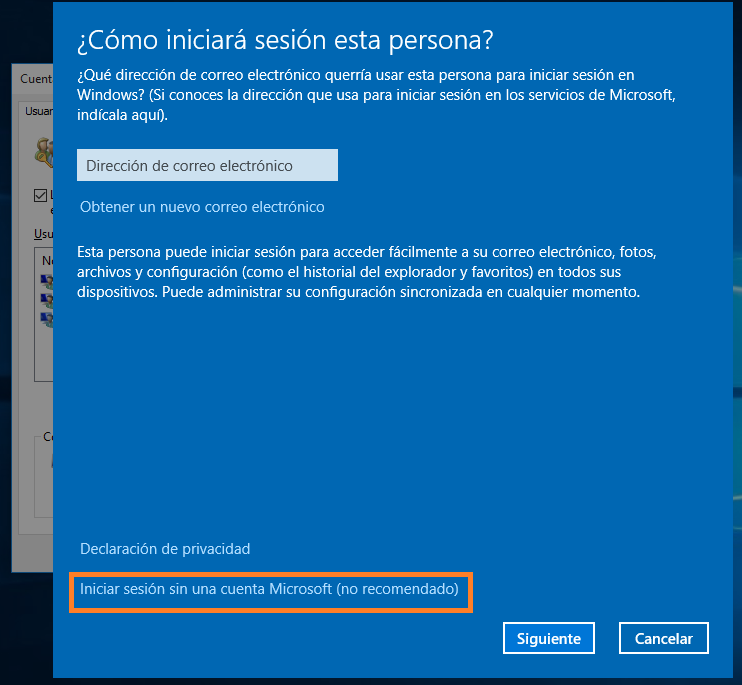 ¿Cómo iniciará sesión esta persona?
¿Qué dirección de correo electrónico querría usar esta persona para iniciar sesión en
Windows? (Si conoces la dirección que usa para iniciar sesión en los servicios de Microsoft,
indícala aquí).
Dirección de correo electrónico
Obtener un nuevo correo electrónico
Esta persona puede iniciar sesión para acceder fácilmente a su correo electrónico, fotos,
archivos y configuración (como el historial del explorador y favoritos) en todos sus
dispositivos. Puede administrar su configuración sincronizada en cualquier momento.
Declaración de privacidad
Iniciar sesión sin una cuenta Microsoft (no recomendado)
Siguiente
Cancelar